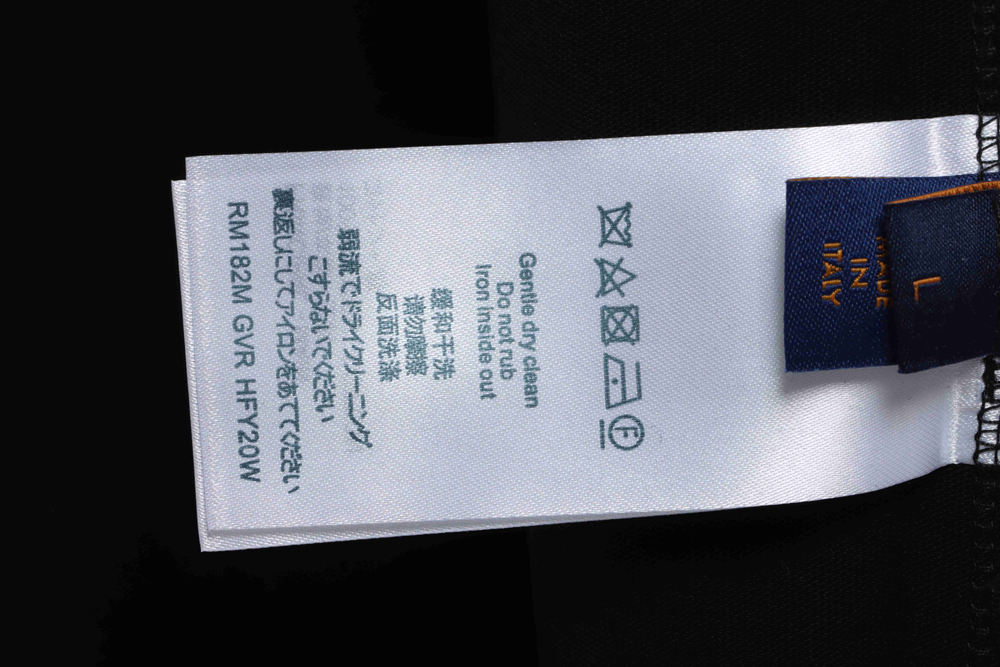 MADE
IN
ITALY
L
F
Gentle dry clean
Do not rub
Iron inside out
缓和干洗
请勿摩擦
反面洗涤
弱流でドライクリーニング
こすらないでください
裏返しにしてアイロンをあててください
RM182M GVR HFY20W